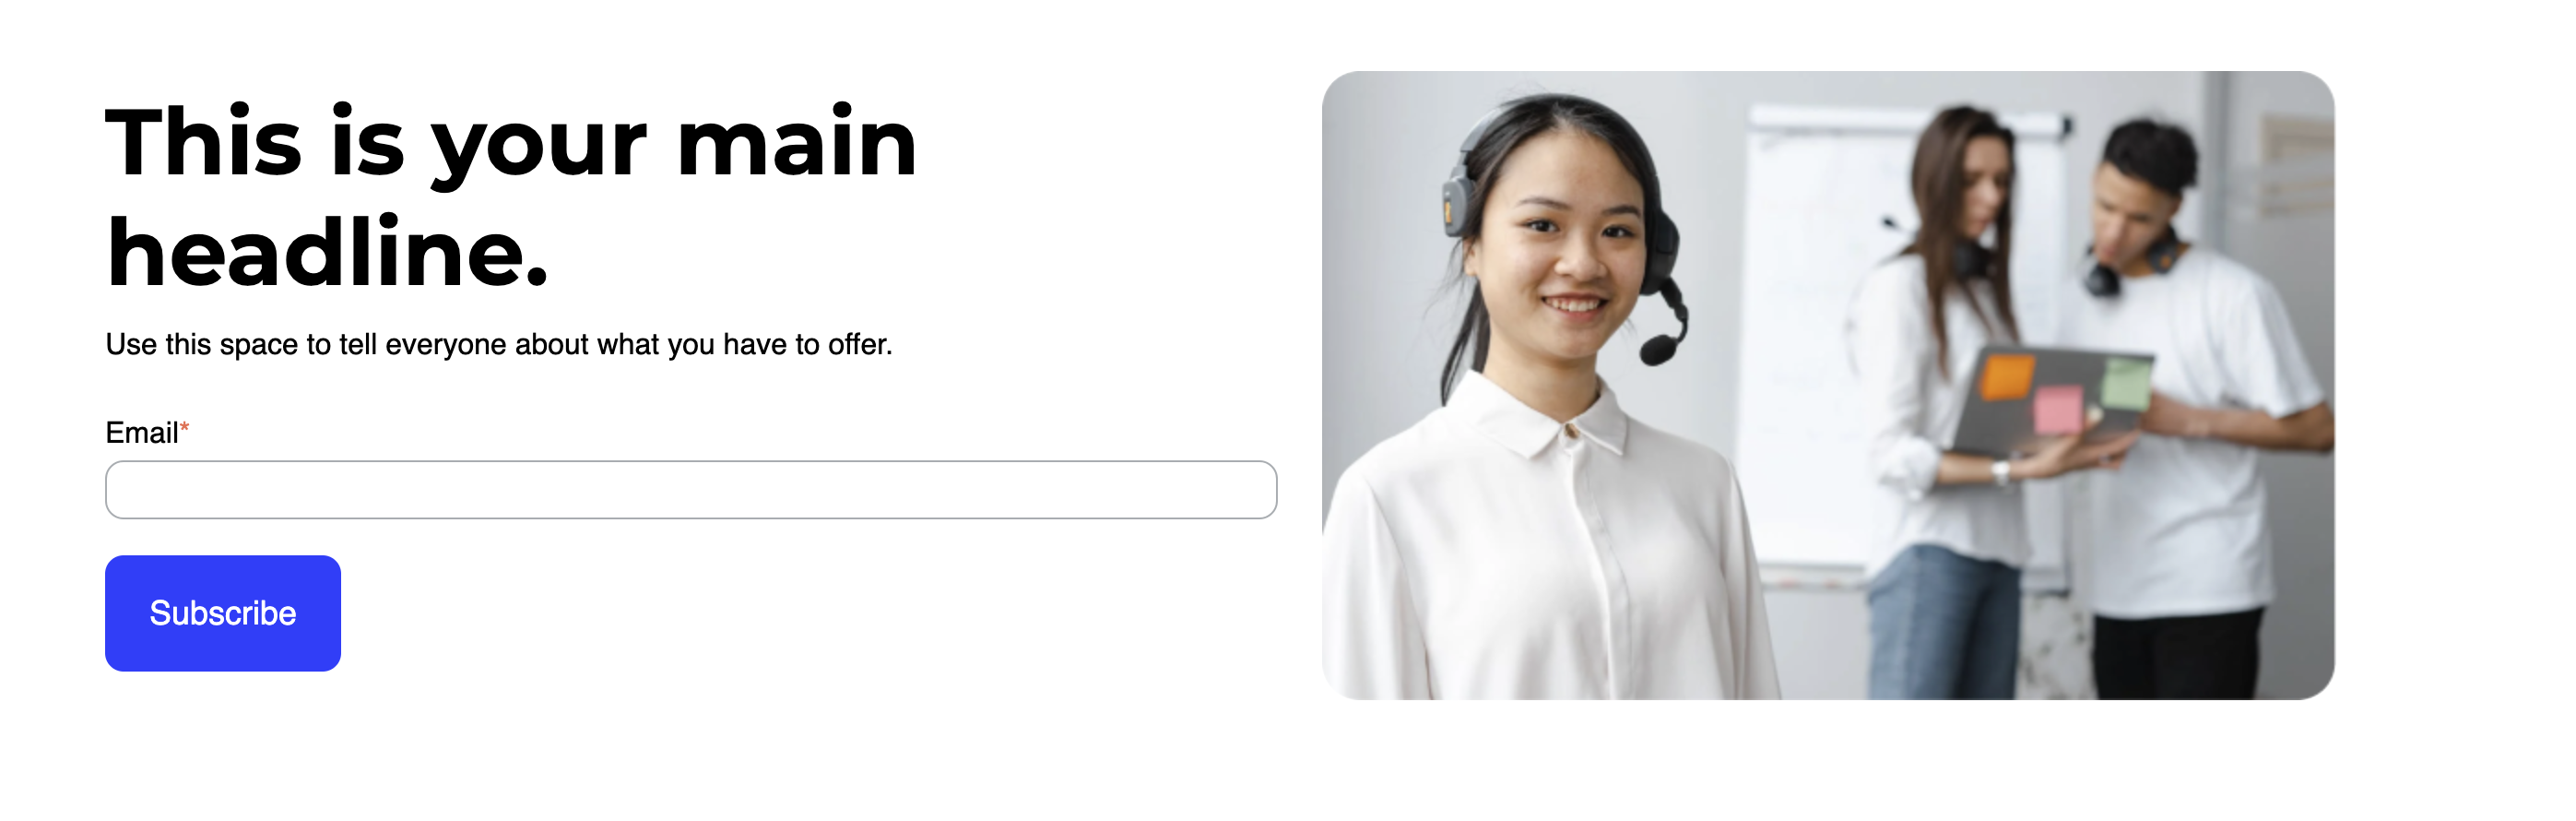 This is your main
headline.
Use this space to tell everyone about what you have to offer.
Email*
Subscribe